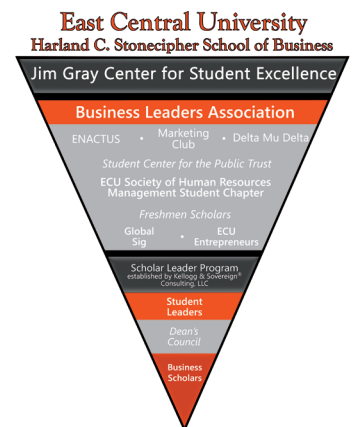 East Central University
Harland C. Stonecipher School of Business
Jim Gray Center for Student Excellence
Business Leaders Association
ENACTUS • Marketing Club • Delta Mu Delta
Student Center for the Public Trust
ECU Society of Human Resources
Management Student Chapter
Freshmen Scholars
Global Sig • ECU Entrepreneurs
Scholar Leader Program
established by Kellogg & Sovereign®
Consulting, LLC
Student
Leaders
Dean's
Council
Business
Scholars